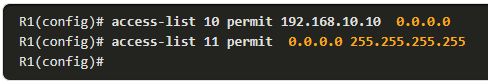 R1(config)# access-list 10 permit 192.168.10.10  0.0.0.0
R1(config)# access-list 11 permit  0.0.0.0 255.255.255.255
R1(config)#